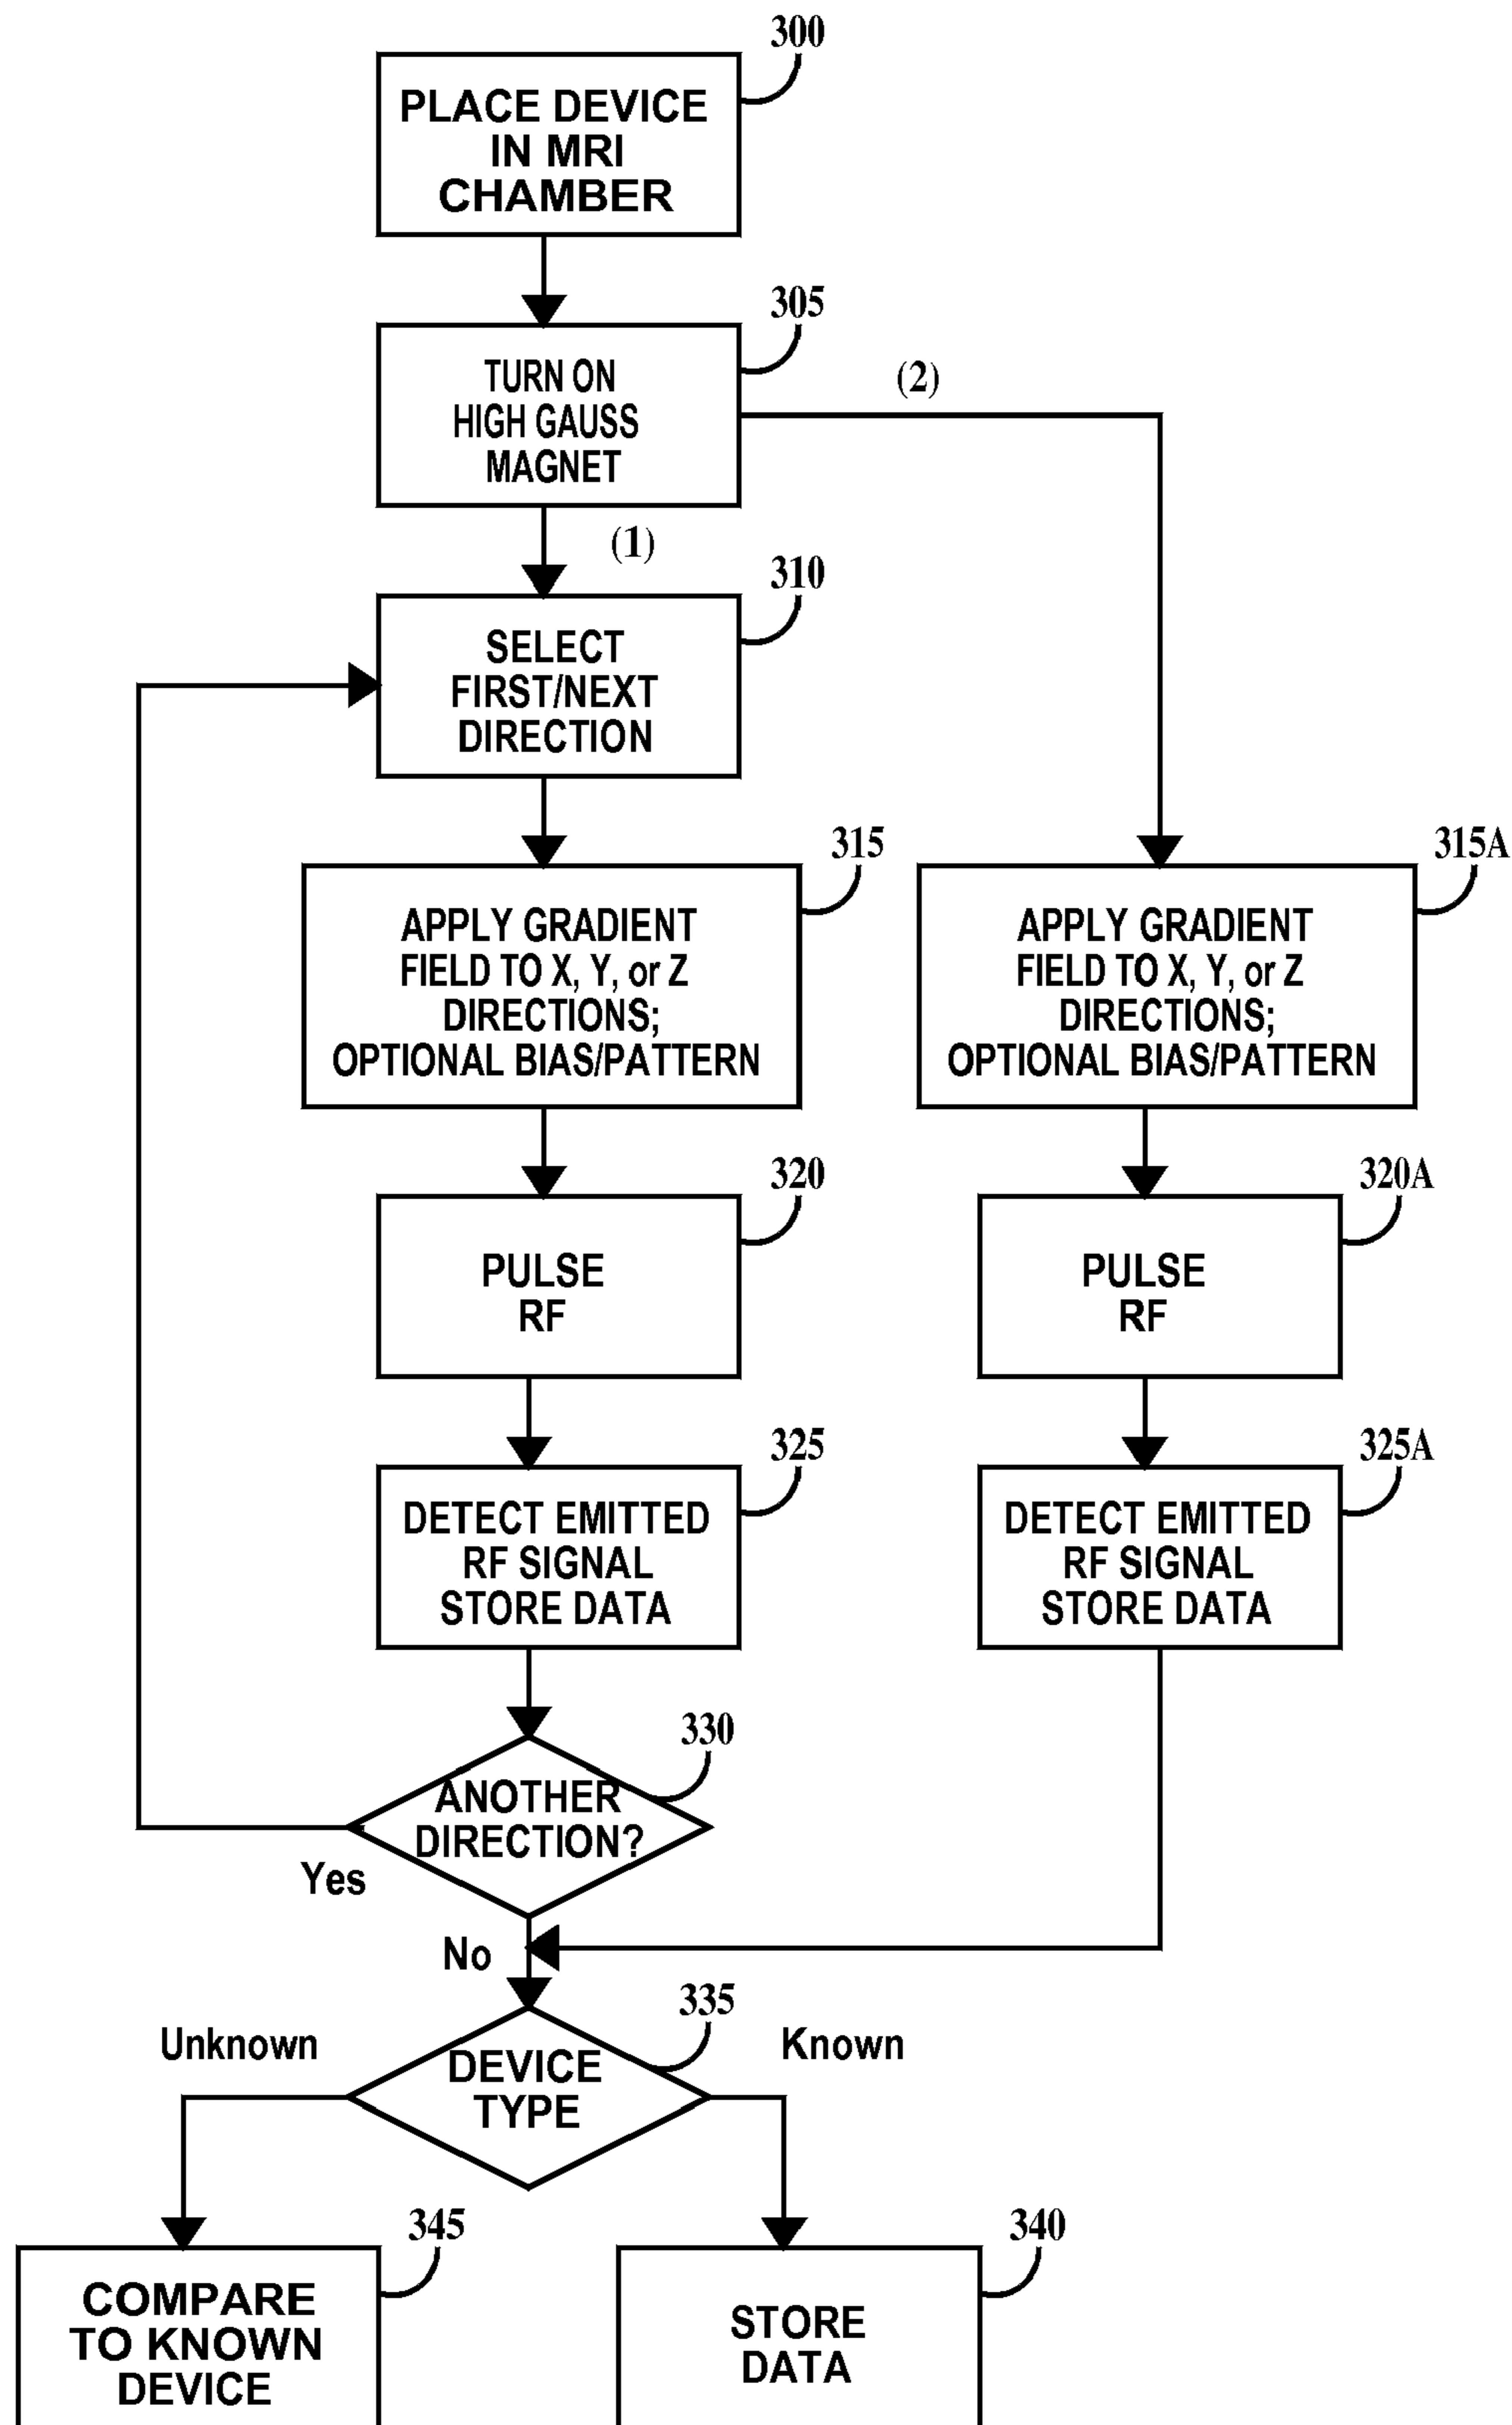 300
PLACE DEVICE
IN MRI
CHAMBER
305
TURN ON
HIGH GAUSS
MAGNET
(2)
(1)
310
SELECT
FIRST/NEXT
DIRECTION
315
APPLY GRADIENT
FIELD TO X, Y, or Z
DIRECTIONS;
OPTIONAL BIAS/PATTERN
315A
APPLY GRADIENT
FIELD TO X, Y, or Z
DIRECTIONS;
OPTIONAL BIAS/PATTERN
320
PULSE
RF
320A
PULSE
RF
325
DETECT EMITTED
RF SIGNAL
STORE DATA
325A
DETECT EMITTED
RF SIGNAL
STORE DATA
330
ANOTHER
DIRECTION?
Yes
No
335
DEVICE
TYPE
Unknown
Known
345
COMPARE
TO KNOWN
DEVICE
340
STORE
DATA